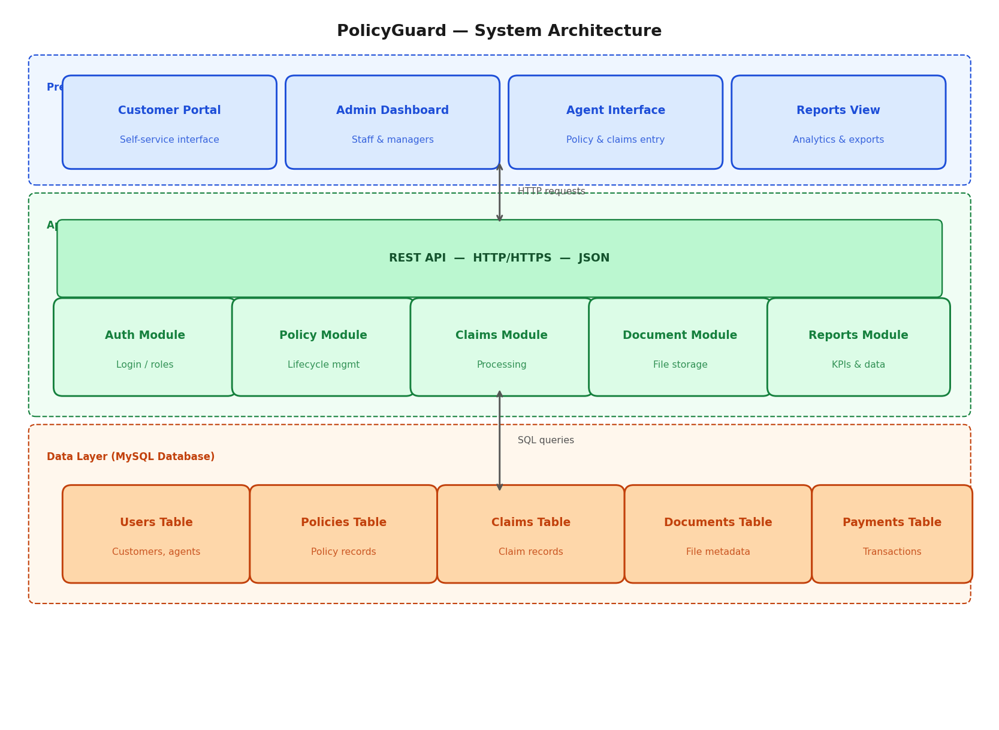 PolicyGuard — System Architecture
Pre
Customer Portal
Self-service interface
Admin Dashboard
Staff & managers
Agent Interface
Policy & claims entry
Reports View
Analytics & exports
HTTP requests
Ap
REST API — HTTP/HTTPS — JSON
Auth Module
Login / roles
Policy Module
Lifecycle mgmt
Claims Module
Processing
Document Module
File storage
Reports Module
KPIs & data
SQL queries
Data Layer (MySQL Database)
Users Table
Customers, agents
Policies Table
Policy records
Claims Table
Claim records
Documents Table
File metadata
Payments Table
Transactions